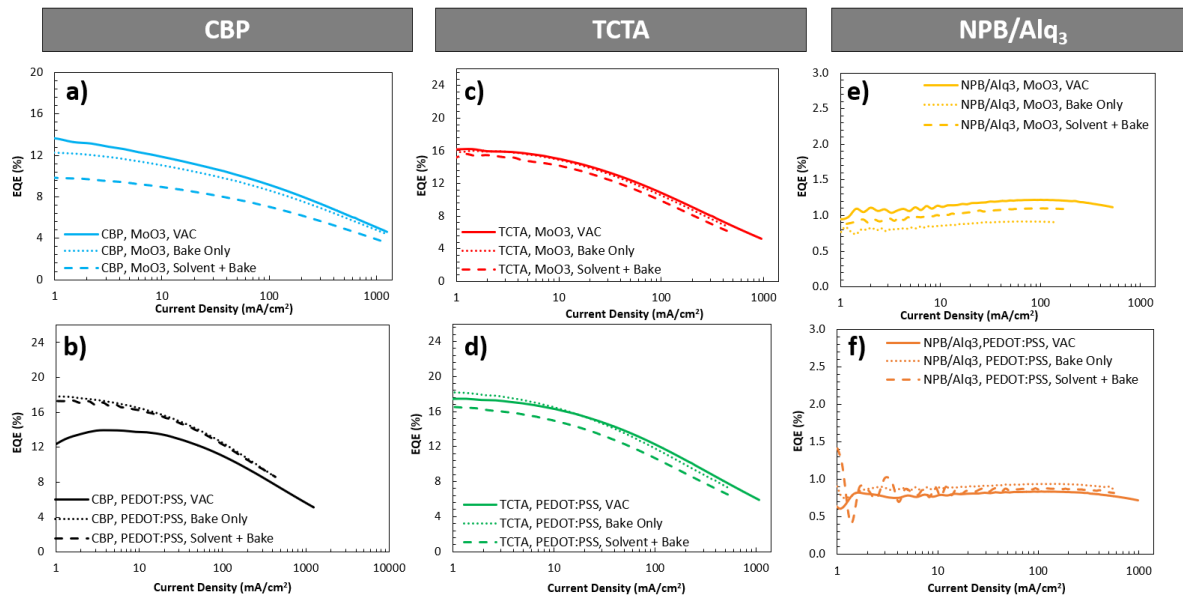 CBP
TCTA
NPB/Alq3
a)
EQE (%)
20
16
12
8
4
0
CBP, MoO3, VAC
CBP, MoO3, Bake Only
CBP, MoO3, Solvent + Bake
1
10
100
1000
Current Density (mA/cm²)
c)
EQE (%)
24
20
16
12
8
4
0
TCTA, MoO3, VAC
TCTA, MoO3, Bake Only
TCTA, MoO3, Solvent + Bake
1
10
100
1000
Current Density (mA/cm²)
e)
EQE (%)
3.0
2.5
2.0
1.5
1.0
0.5
0.0
NPB/Alq3, MoO3, VAC
NPB/Alq3, MoO3, Bake Only
NPB/Alq3, MoO3, Solvent + Bake
1
10
100
1000
Current Density (mA/cm²)
b)
EQE (%)
24
20
16
12
8
4
0
CBP, PEDOT:PSS, VAC
CBP, PEDOT:PSS, Bake Only
CBP, PEDOT:PSS, Solvent + Bake
1
10
100
1000
10000
Current Density (mA/cm²)
d)
EQE (%)
24
20
16
12
8
4
0
TCTA, PEDOT:PSS, VAC
TCTA, PEDOT:PSS, Bake Only
TCTA, PEDOT:PSS, Solvent + Bake
1
10
100
1000
Current Density (mA/cm²)
f)
EQE (%)
3.0
2.5
2.0
1.5
1.0
0.5
0.0
NPB/Alq3,PEDOT:PSS, VAC
NPB/Alq3, PEDOT:PSS, Bake Only
NPB/Alq3, PEDOT:PSS, Solvent + Bake
1
10
100
1000
Current Density (mA/cm²)